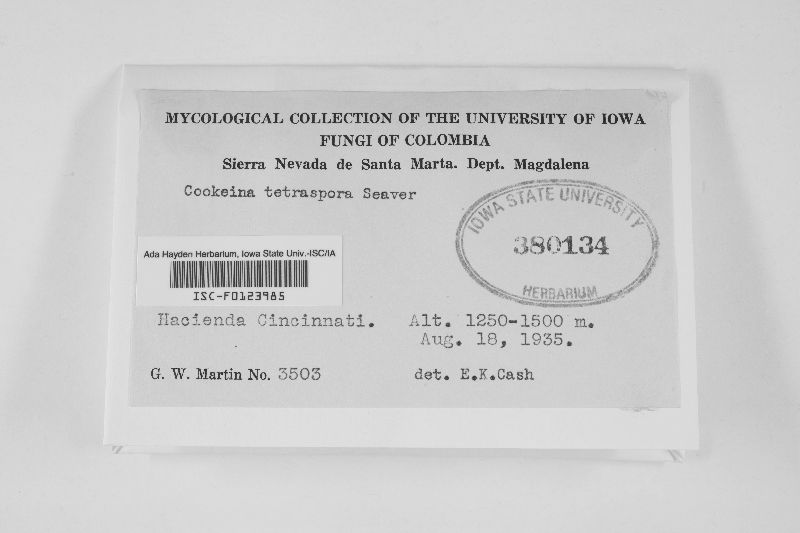 MYCOLOGICAL COLLECTION OF THE UNIVERSITY OF IOWA
FUNGI OF COLOMBIA
Sierra Nevada de Santa Marta. Dept. Magdalena
Cookeina tetraspora Seaver
IOWA STATE UNIVERSITY
380134
HERBARIUM
Ada Hayden Herbarium, Iowa State Univ.-ISC/IA
ISC-F0123985
Hacienda Cincinnati. Alt. 1250-1500 m.
Aug. 18, 1935.
G. W. Martin No. 3503 det. E.K.Cash